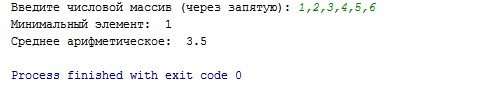 Введите числовой массив (через запятую): 1,2,3,4,5,6
Минимальный элемент:  1
Среднее арифметическое:  3.5
Process finished with exit code 0